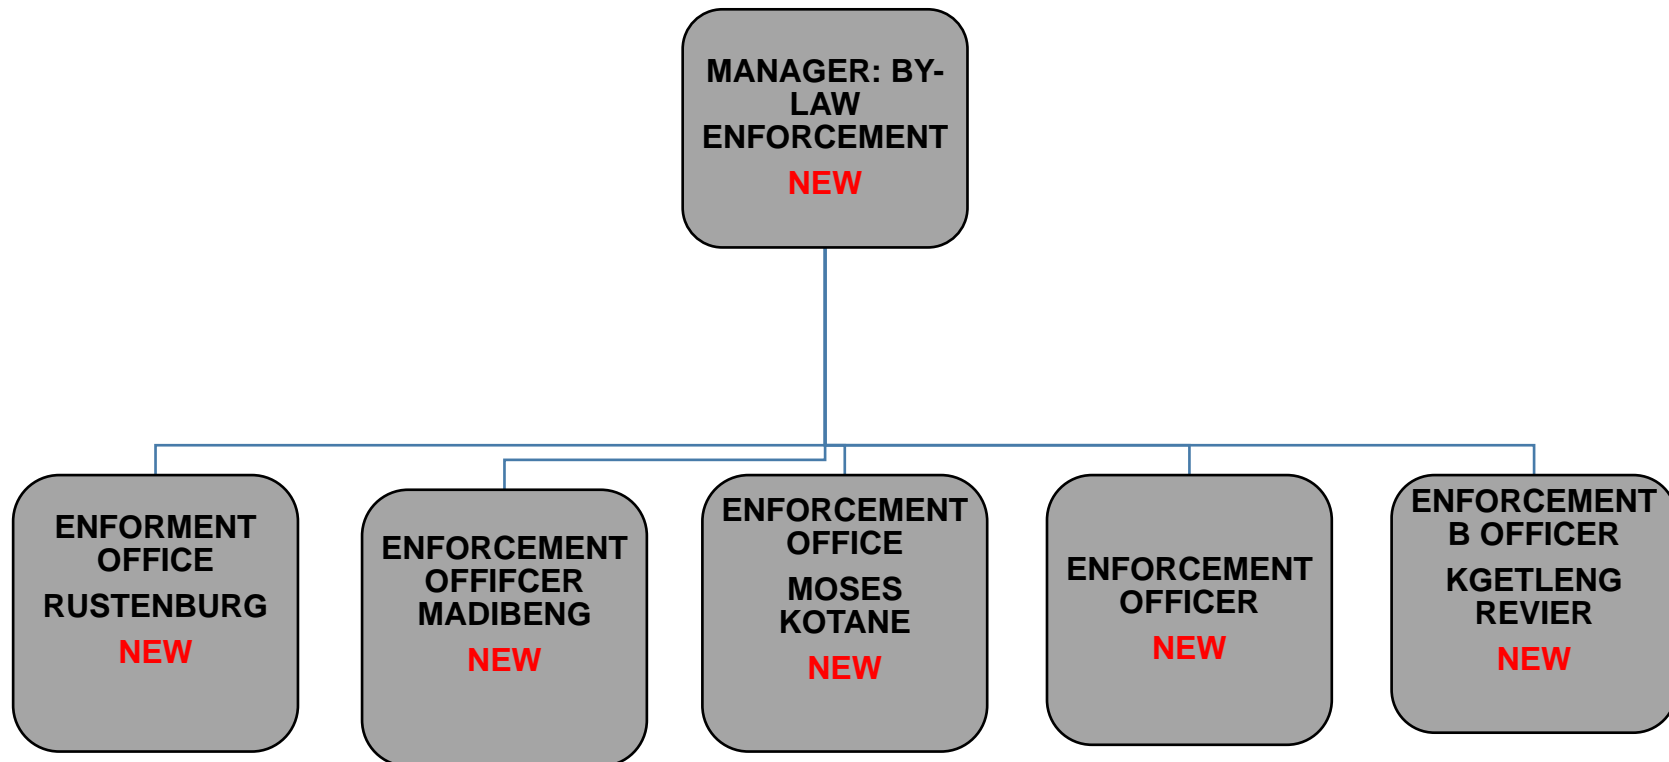 MANAGER: BY-
LAW
ENFORCEMENT
NEW
ENFORMENT
OFFICE
RUSTENBURG
NEW
ENFORCEMENT
OFFIFCER
MADIBENG
NEW
ENFORCEMENT
OFFICE
MOSES
KOTANE
NEW
ENFORCEMENT
OFFICER
NEW
ENFORCEMENT
B OFFICER
KGETLENG
REVIER
NEW